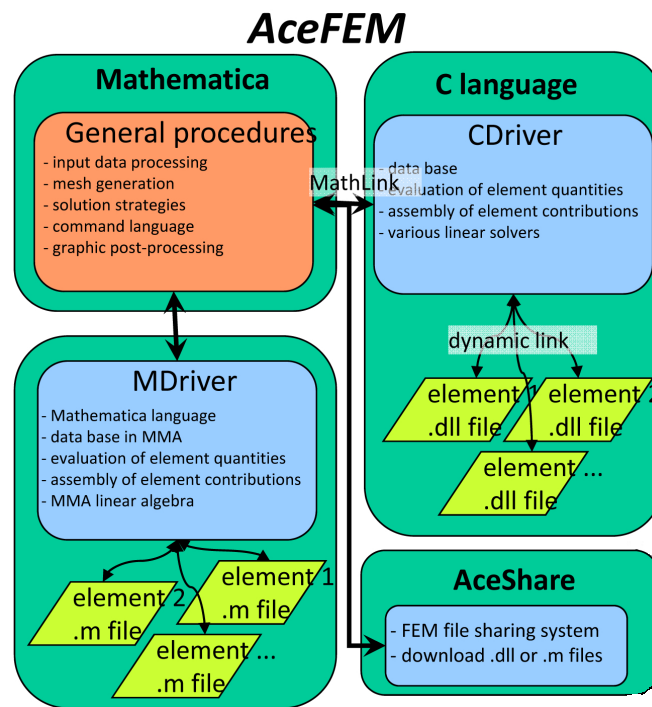 AceFEM
Mathematica
General procedures
- input data processing
- mesh generation
- solution strategies
- command language
- graphic post-processing
MathLink
C language
CDriver
- data base
- evaluation of element quantities
- assembly of element contributions
- various linear solvers
dynamic link
element 1
.dll file
element 2
.dll file
element ...
.dll file
MDriver
- Mathematica language
- data base in MMA
- evaluation of element quantities
- assembly of element contributions
- MMA linear algebra
element 1
.m file
element 2
.m file
element ...
.m file
AceShare
- FEM file sharing system
- download .dll or .m files